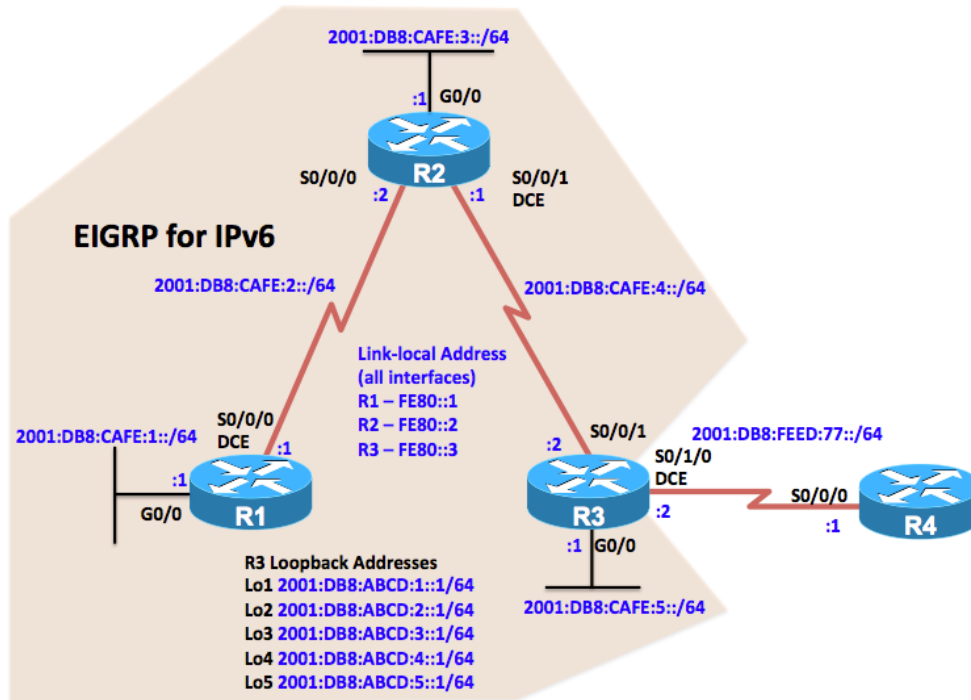 2001:DB8:CAFE:3::/64
:1
G0/0
R2
S0/0/0
:2
:1
S0/0/1
DCE
EIGRP for IPv6
2001:DB8:CAFE:2::/64
2001:DB8:CAFE:4::/64
Link-local Address
(all interfaces)
R1 – FE80::1
R2 – FE80::2
R3 – FE80::3
2001:DB8:CAFE:1::/64
S0/0/0
DCE
:1
:1
G0/0
R1
:2
S0/0/1
2001:DB8:FEED:77::/64
S0/1/0
DCE
:2
S0/0/0
:1
R4
R3
:1
G0/0
2001:DB8:CAFE:5::/64
R3 Loopback Addresses
Lo1 2001:DB8:ABCD:1::1/64
Lo2 2001:DB8:ABCD:2::1/64
Lo3 2001:DB8:ABCD:3::1/64
Lo4 2001:DB8:ABCD:4::1/64
Lo5 2001:DB8:ABCD:5::1/64